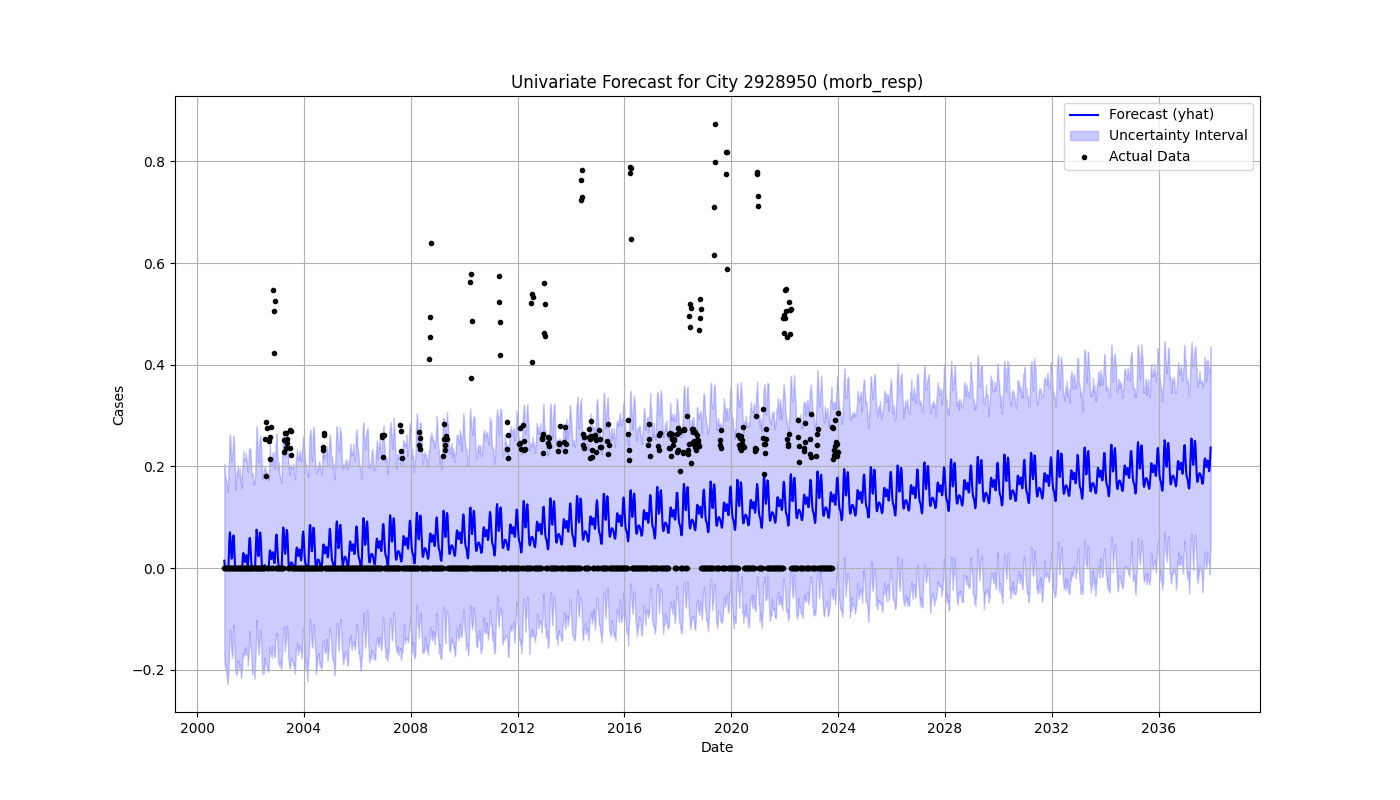 Univariate Forecast for City 2928950 (morb_resp)
Forecast (yhat)
Uncertainty Interval
Actual Data
Cases
0.8
0.6
0.4
0.2
0.0
−0.2
2000 2004 2008 2012 2016 2020 2024 2028 2032 2036
Date